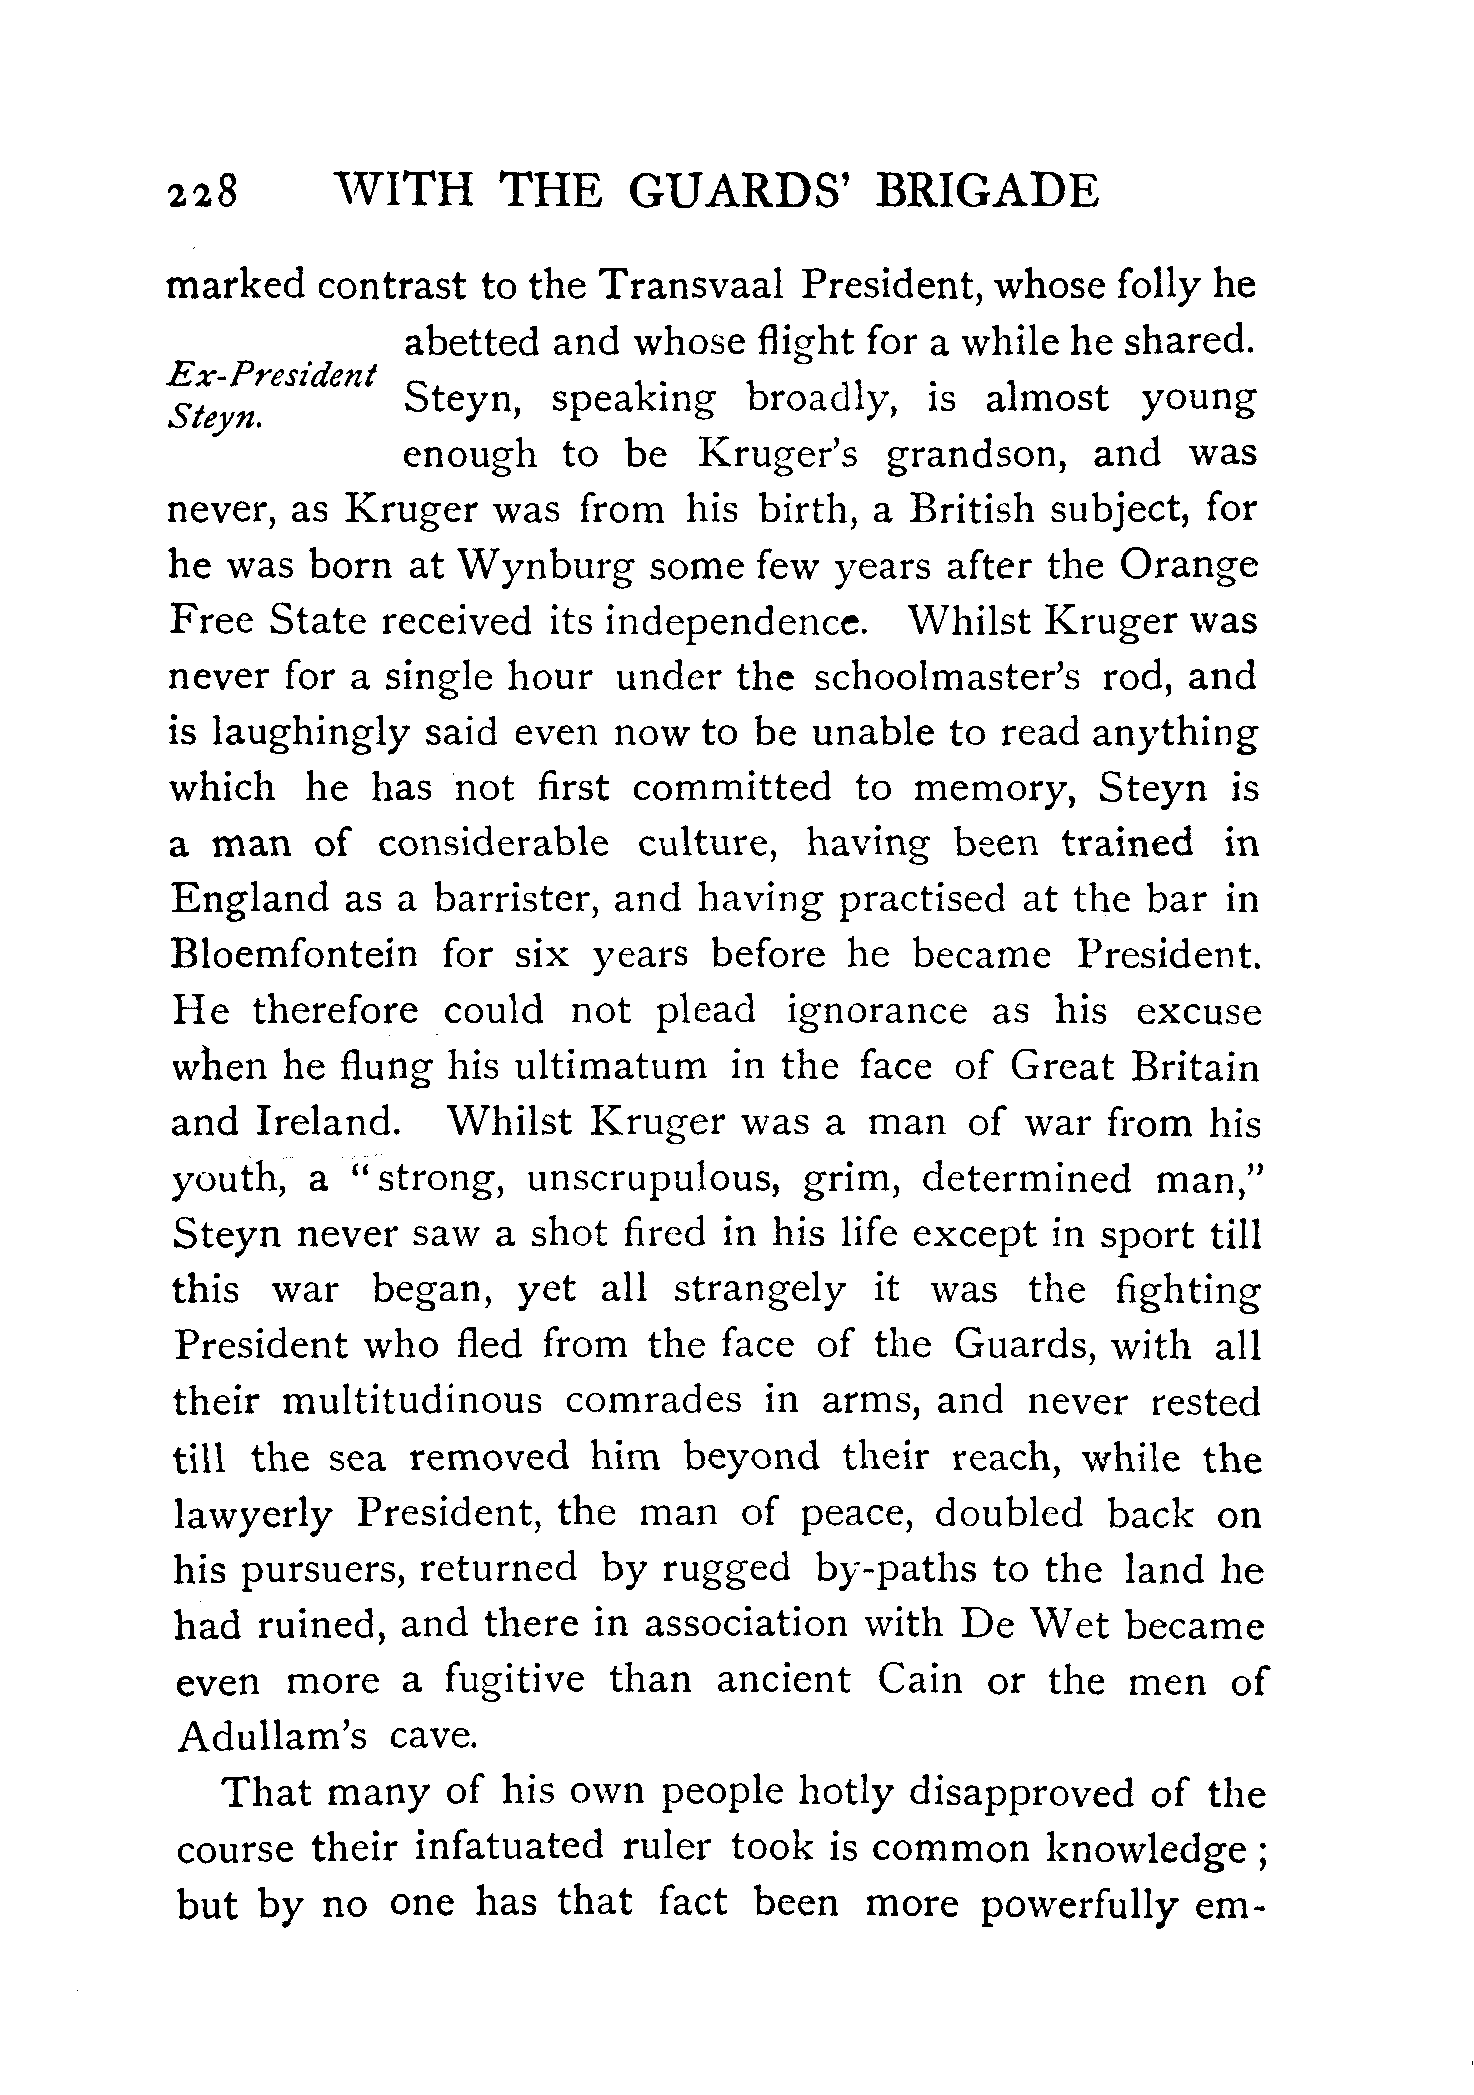 228 WITH THE GUARDS' BRIGADE
marked contrast to the Transvaal President, whose folly he
abetted and whose flight for a while he shared.
Ex-President
Steyn.
Steyn, speaking broadly, is almost young
enough to be Kruger's grandson, and was
never, as Kruger was from his birth, a British subject, for
he was born at Wynburg some few years after the Orange
Free State received its independence. Whilst Kruger was
never for a single hour under the schoolmaster's rod, and
is laughingly said even now to be unable to read anything
which he has not first committed to memory, Steyn is
a man of considerable culture, having been trained in
England as a barrister, and having practised at the bar in
Bloemfontein for six years before he became President.
He therefore could not plead ignorance as his excuse
when he flung his ultimatum in the face of Great Britain
and Ireland. Whilst Kruger was a man of war from his
youth, a "strong, unscrupulous, grim, determined man,"
Steyn never saw a shot fired in his life except in sport till
this war began, yet all strangely it was the fighting
President who fled from the face of the Guards, with all
their multitudinous comrades in arms, and never rested
till the sea removed him beyond their reach, while the
lawyerly President, the man of peace, doubled back on
his pursuers, returned by rugged by-paths to the land he
had ruined, and there in association with De Wet became
even more a fugitive than ancient Cain or the men of
Adullam's cave.
That many of his own people hotly disapproved of the
course their infatuated ruler took is common knowledge ;
but by no one has that fact been more powerfully em-